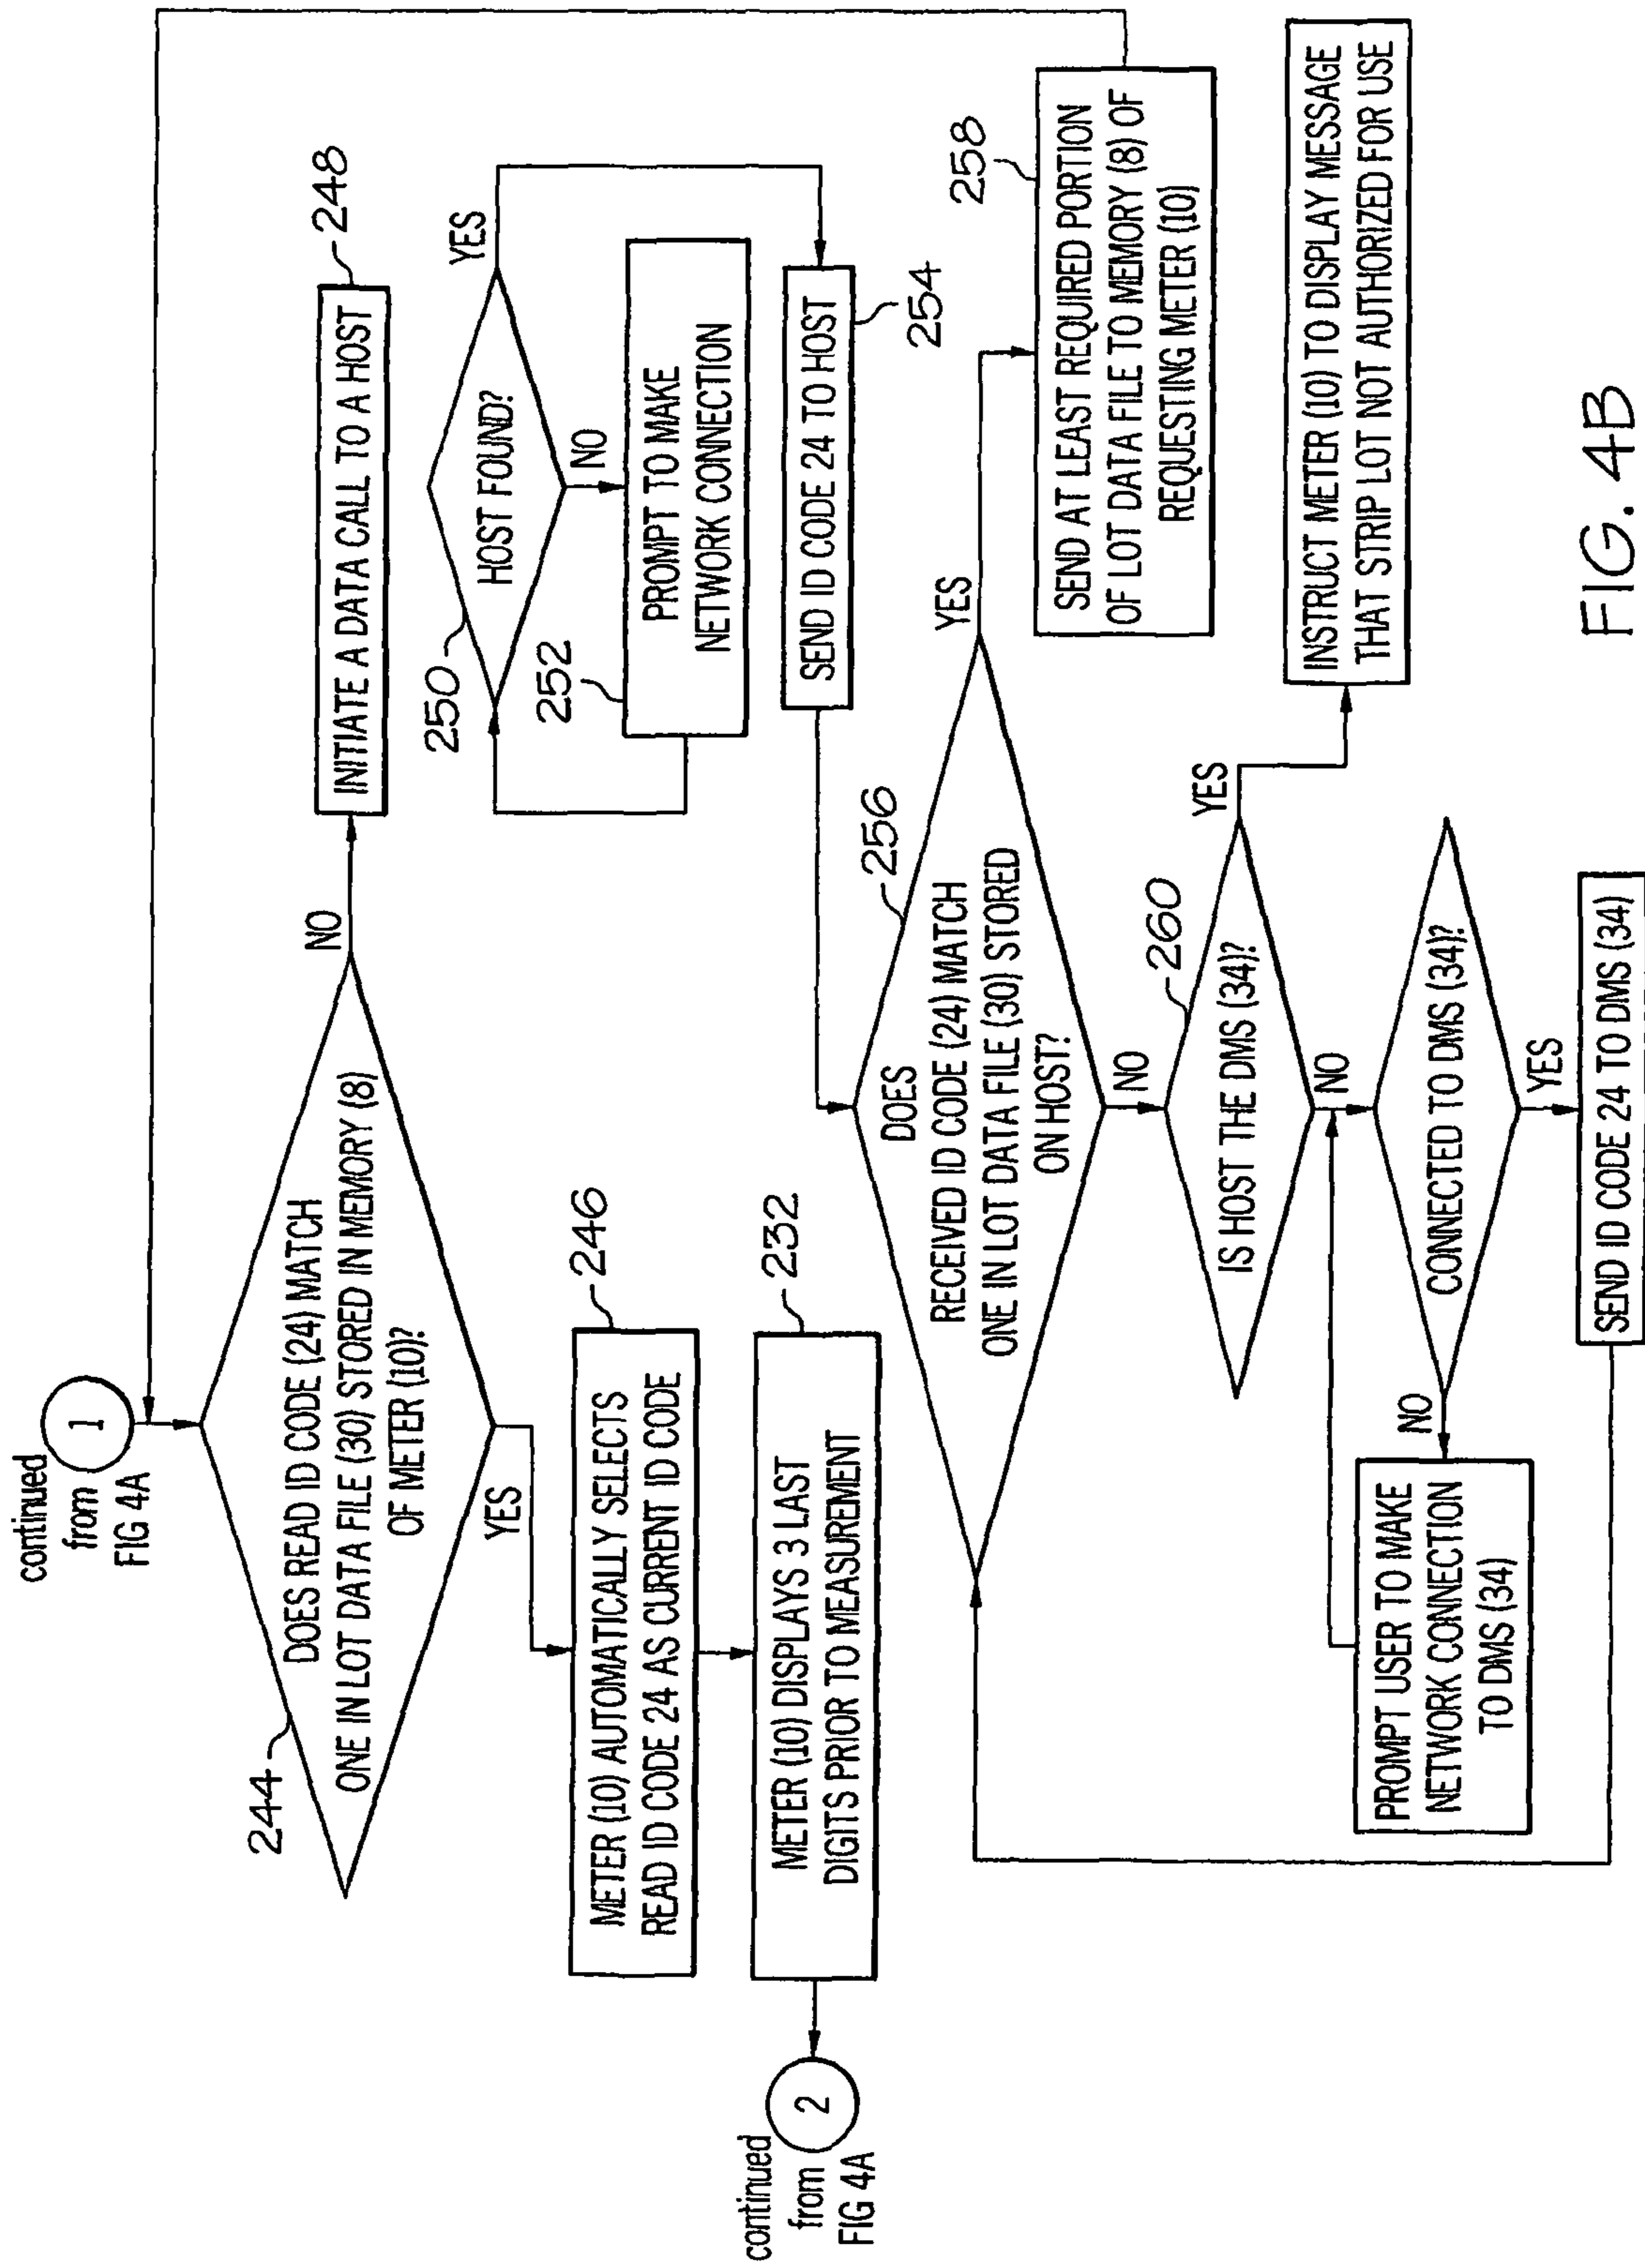 continued
from
FIG 4A
1
244
DOES READ ID CODE (24) MATCH
ONE IN LOT DATA FILE (30) STORED IN MEMORY (8)
OF METER (10)?
NO
YES
248
INITIATE A DATA CALL TO A HOST
250
HOST FOUND?
YES
NO
252
PROMPT TO MAKE
NETWORK CONNECTION
254
SEND ID CODE 24 TO HOST
246
METER (10) AUTOMATICALLY SELECTS
READ ID CODE 24 AS CURRENT ID CODE
232
METER (10) DISPLAYS 3 LAST
DIGITS PRIOR TO MEASUREMENT
continued
from
FIG 4A
2
256
DOES
RECEIVED ID CODE (24) MATCH
ONE IN LOT DATA FILE (30) STORED
ON HOST?
YES
NO
258
SEND AT LEAST REQUIRED PORTION
OF LOT DATA FILE TO MEMORY (8) OF
REQUESTING METER (10)
260
IS HOST THE DMS (34)?
YES
NO
INSTRUCT METER (10) TO DISPLAY MESSAGE
THAT STRIP LOT NOT AUTHORIZED FOR USE
CONNECTED TO DMS (34)?
NO
YES
PROMPT USER TO MAKE
NETWORK CONNECTION
TO DMS (34)
SEND ID CODE 24 TO DMS (34)
FIG. 4B